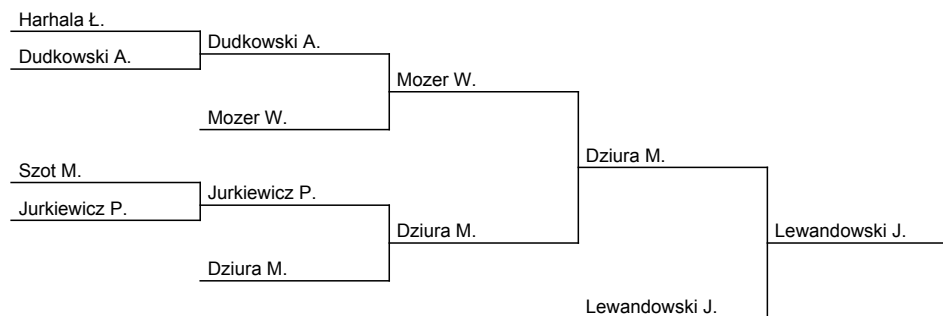 Harhala Ł.
Dudkowski A.
Dudkowski A.
Mozer W.
Mozer W.
Szot M.
Dziura M.
Jurkiewicz P.
Jurkiewicz P.
Dziura M.
Lewandowski J.
Dziura M.
Lewandowski J.